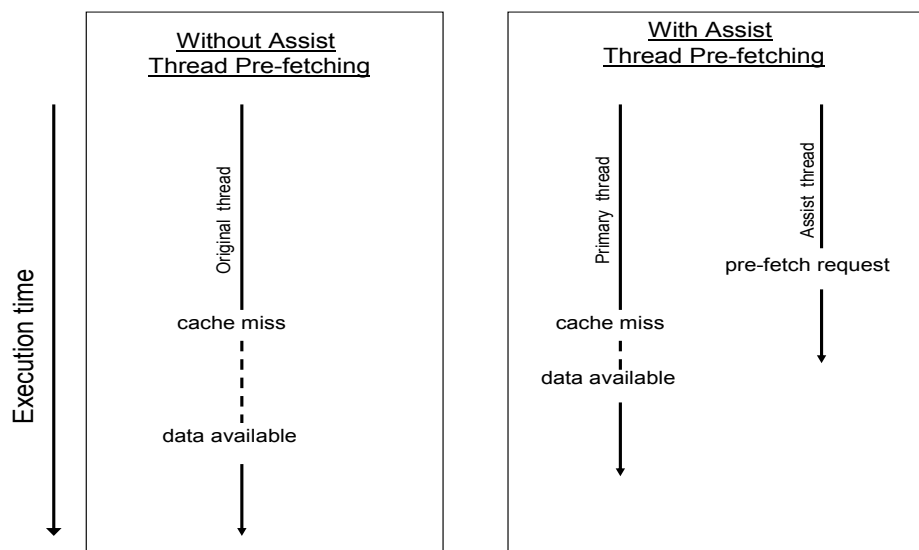 Without Assist
Thread Pre-fetching
Execution time
Original thread
cache miss
data available
With Assist
Thread Pre-fetching
Primary thread
cache miss
data available
Assist thread
pre-fetch request